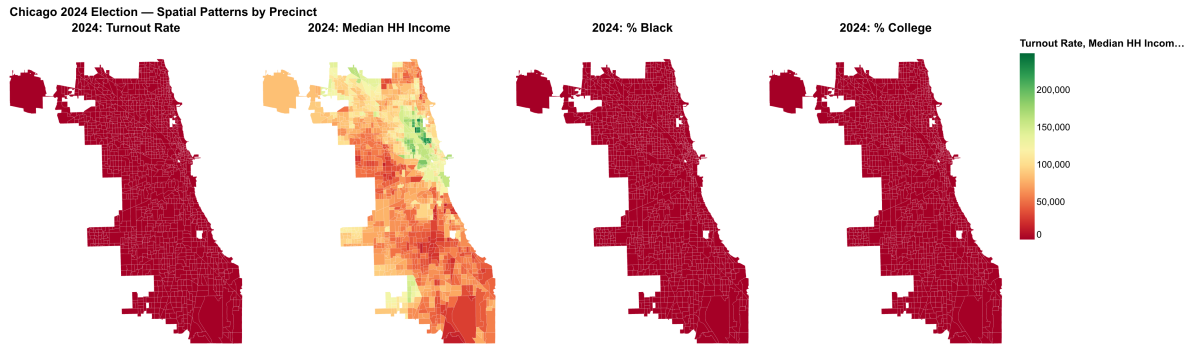 Chicago 2024 Election — Spatial Patterns by Precinct
2024: Turnout Rate
2024: Median HH Income
2024: % Black
2024: % College
Turnout Rate, Median HH Incom…
200,000
150,000
100,000
50,000
0